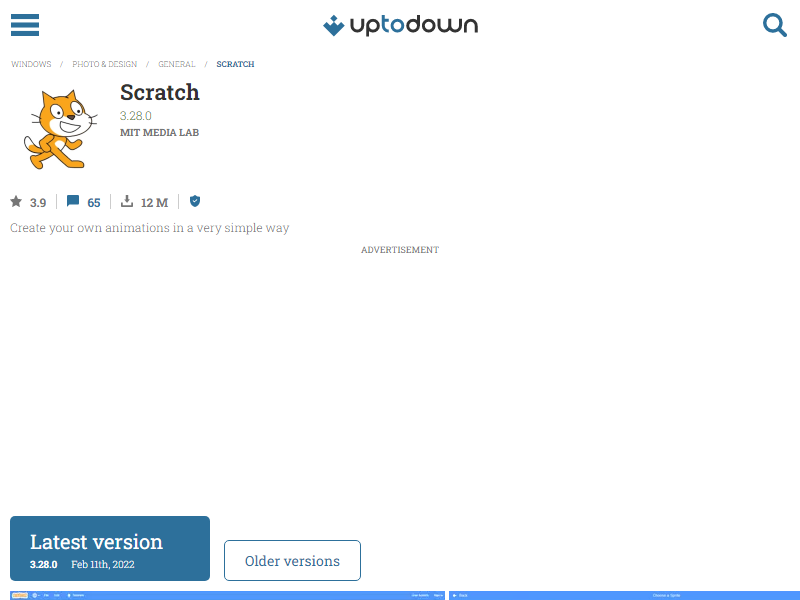 uptodown
WINDOWS / PHOTO & DESIGN / GENERAL / SCRATCH
Scratch
3.28.0
MIT MEDIA LAB
3.9 65 12 M
Create your own animations in a very simple way
ADVERTISEMENT
Latest version
3.28.0 Feb 11th, 2022
Older versions